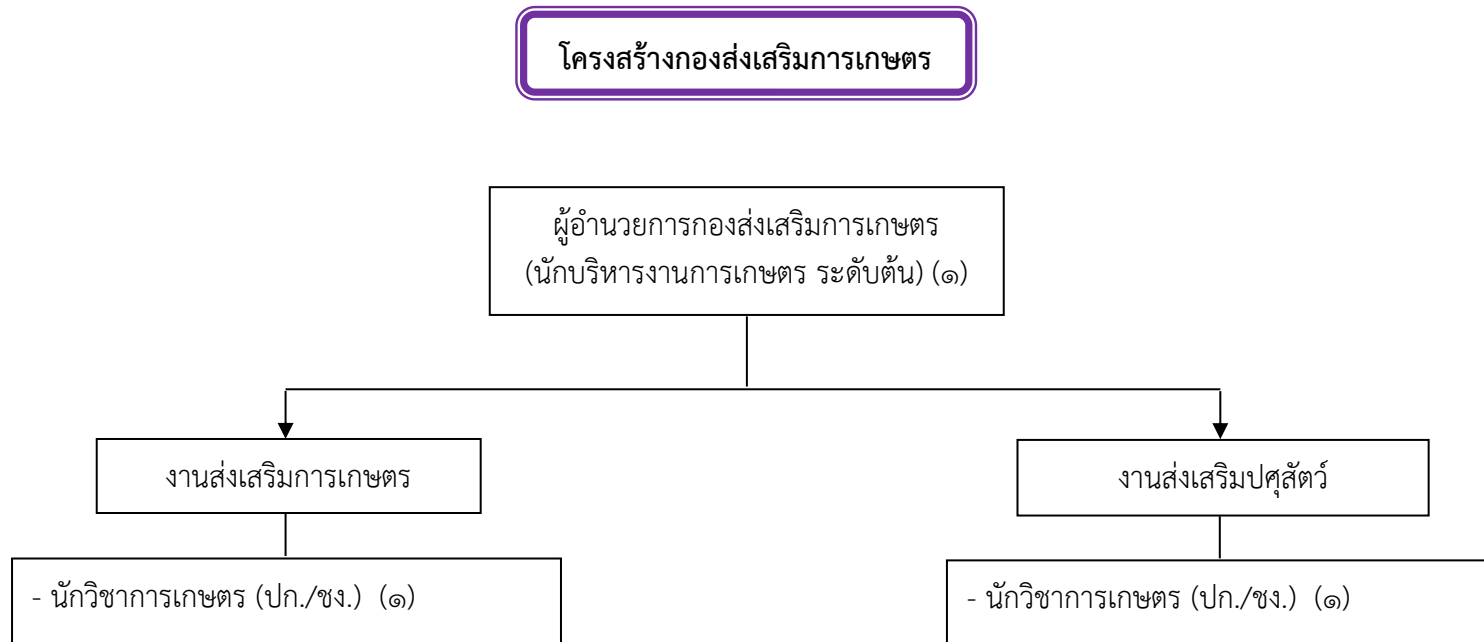 โครงสร้างกองส่งเสริมการเกษตร
ผู้อำนวยการกองส่งเสริมการเกษตร
(นักบริหารงานการเกษตร ระดับต้น) (๑)
งานส่งเสริมการเกษตร
งานส่งเสริมปศุสัตว์
- นักวิชาการเกษตร (ปก./ชง.) (๑)
- นักวิชาการเกษตร (ปก./ชง.) (๑)